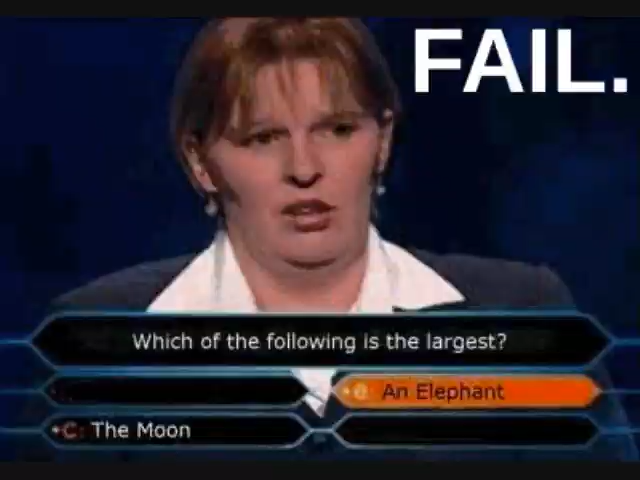 FAIL.
Which of the following is the largest?
B: An Elephant
C: The Moon